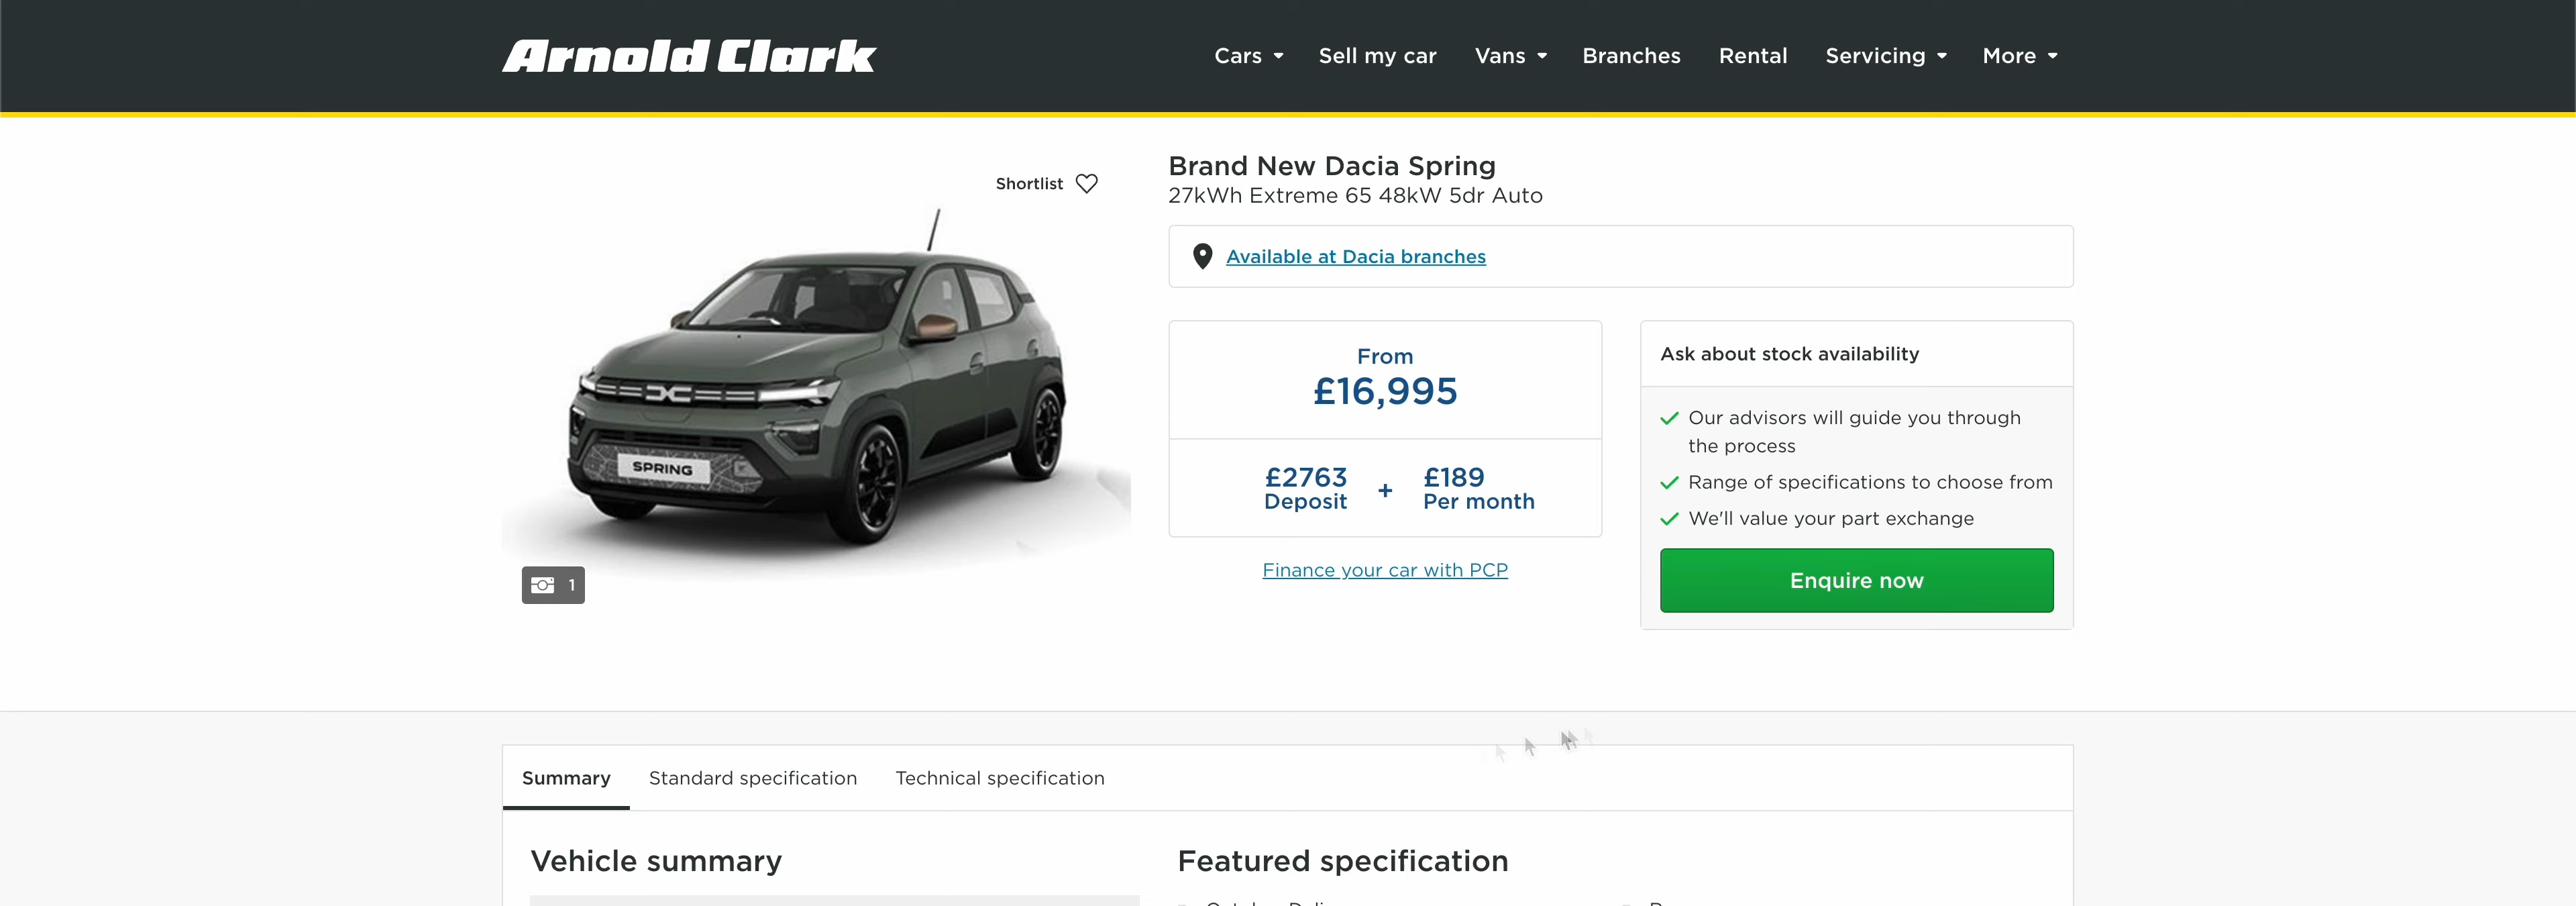 Arnold Clark
Cars
Sell my car
Vans
Branches
Rental
Servicing
More
Shortlist
SPRING
1
Brand New Dacia Spring
27kWh Extreme 65 48kW 5dr Auto
Available at Dacia branches
From
£16,995
£2763
Deposit
+
£189
Per month
Finance your car with PCP
Ask about stock availability
Our advisors will guide you through
the process
Range of specifications to choose from
We'll value your part exchange
Enquire now
Summary
Standard specification
Technical specification
Vehicle summary
Featured specification